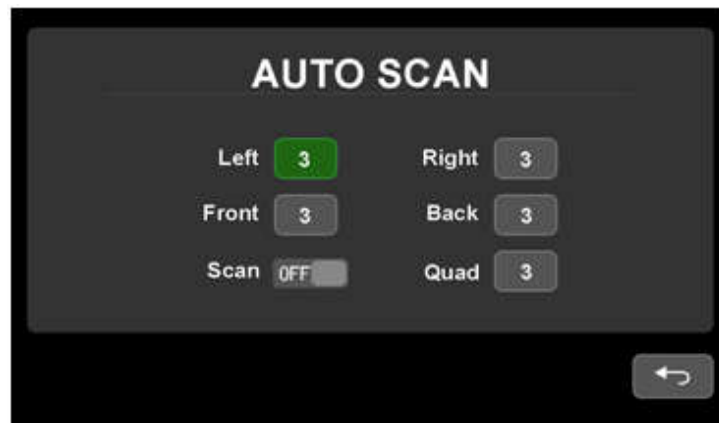 AUTO SCAN
Left 3 Right 3
Front 3 Back 3
Scan OFF Quad 3